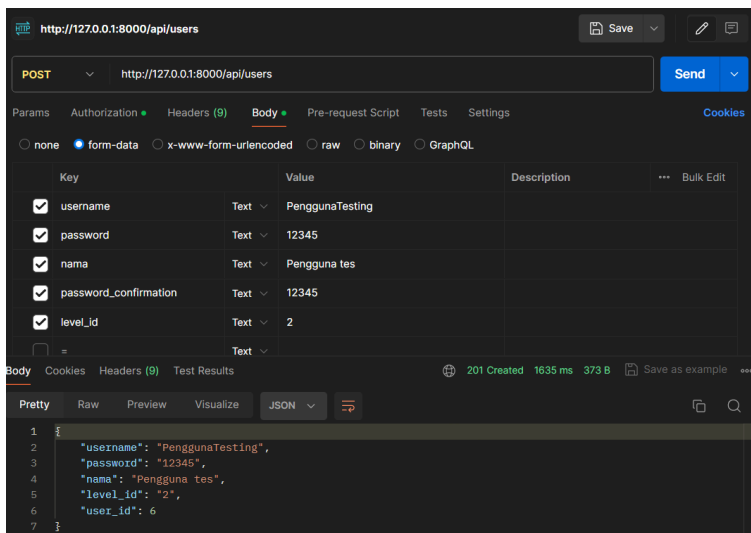 HTTP http://127.0.0.1:8000/api/users Save
POST http://127.0.0.1:8000/api/users Send
Params Authorization Headers (9) Body Pre-request Script Tests Settings Cookies
none form-data x-www-form-urlencoded raw binary GraphQL
Key Value Description ••• Bulk Edit
username Text PenggunaTesting
password Text 12345
nama Text Pengguna tes
password_confirmation Text 12345
level_id Text 2
= Text
Body Cookies Headers (9) Test Results 201 Created 1635 ms 373 B Save as example
Pretty Raw Preview Visualize JSON
1 {
2 "username": "PenggunaTesting",
3 "password": "12345",
4 "nama": "Pengguna tes",
5 "level_id": "2",
6 "user_id": 6
7 }